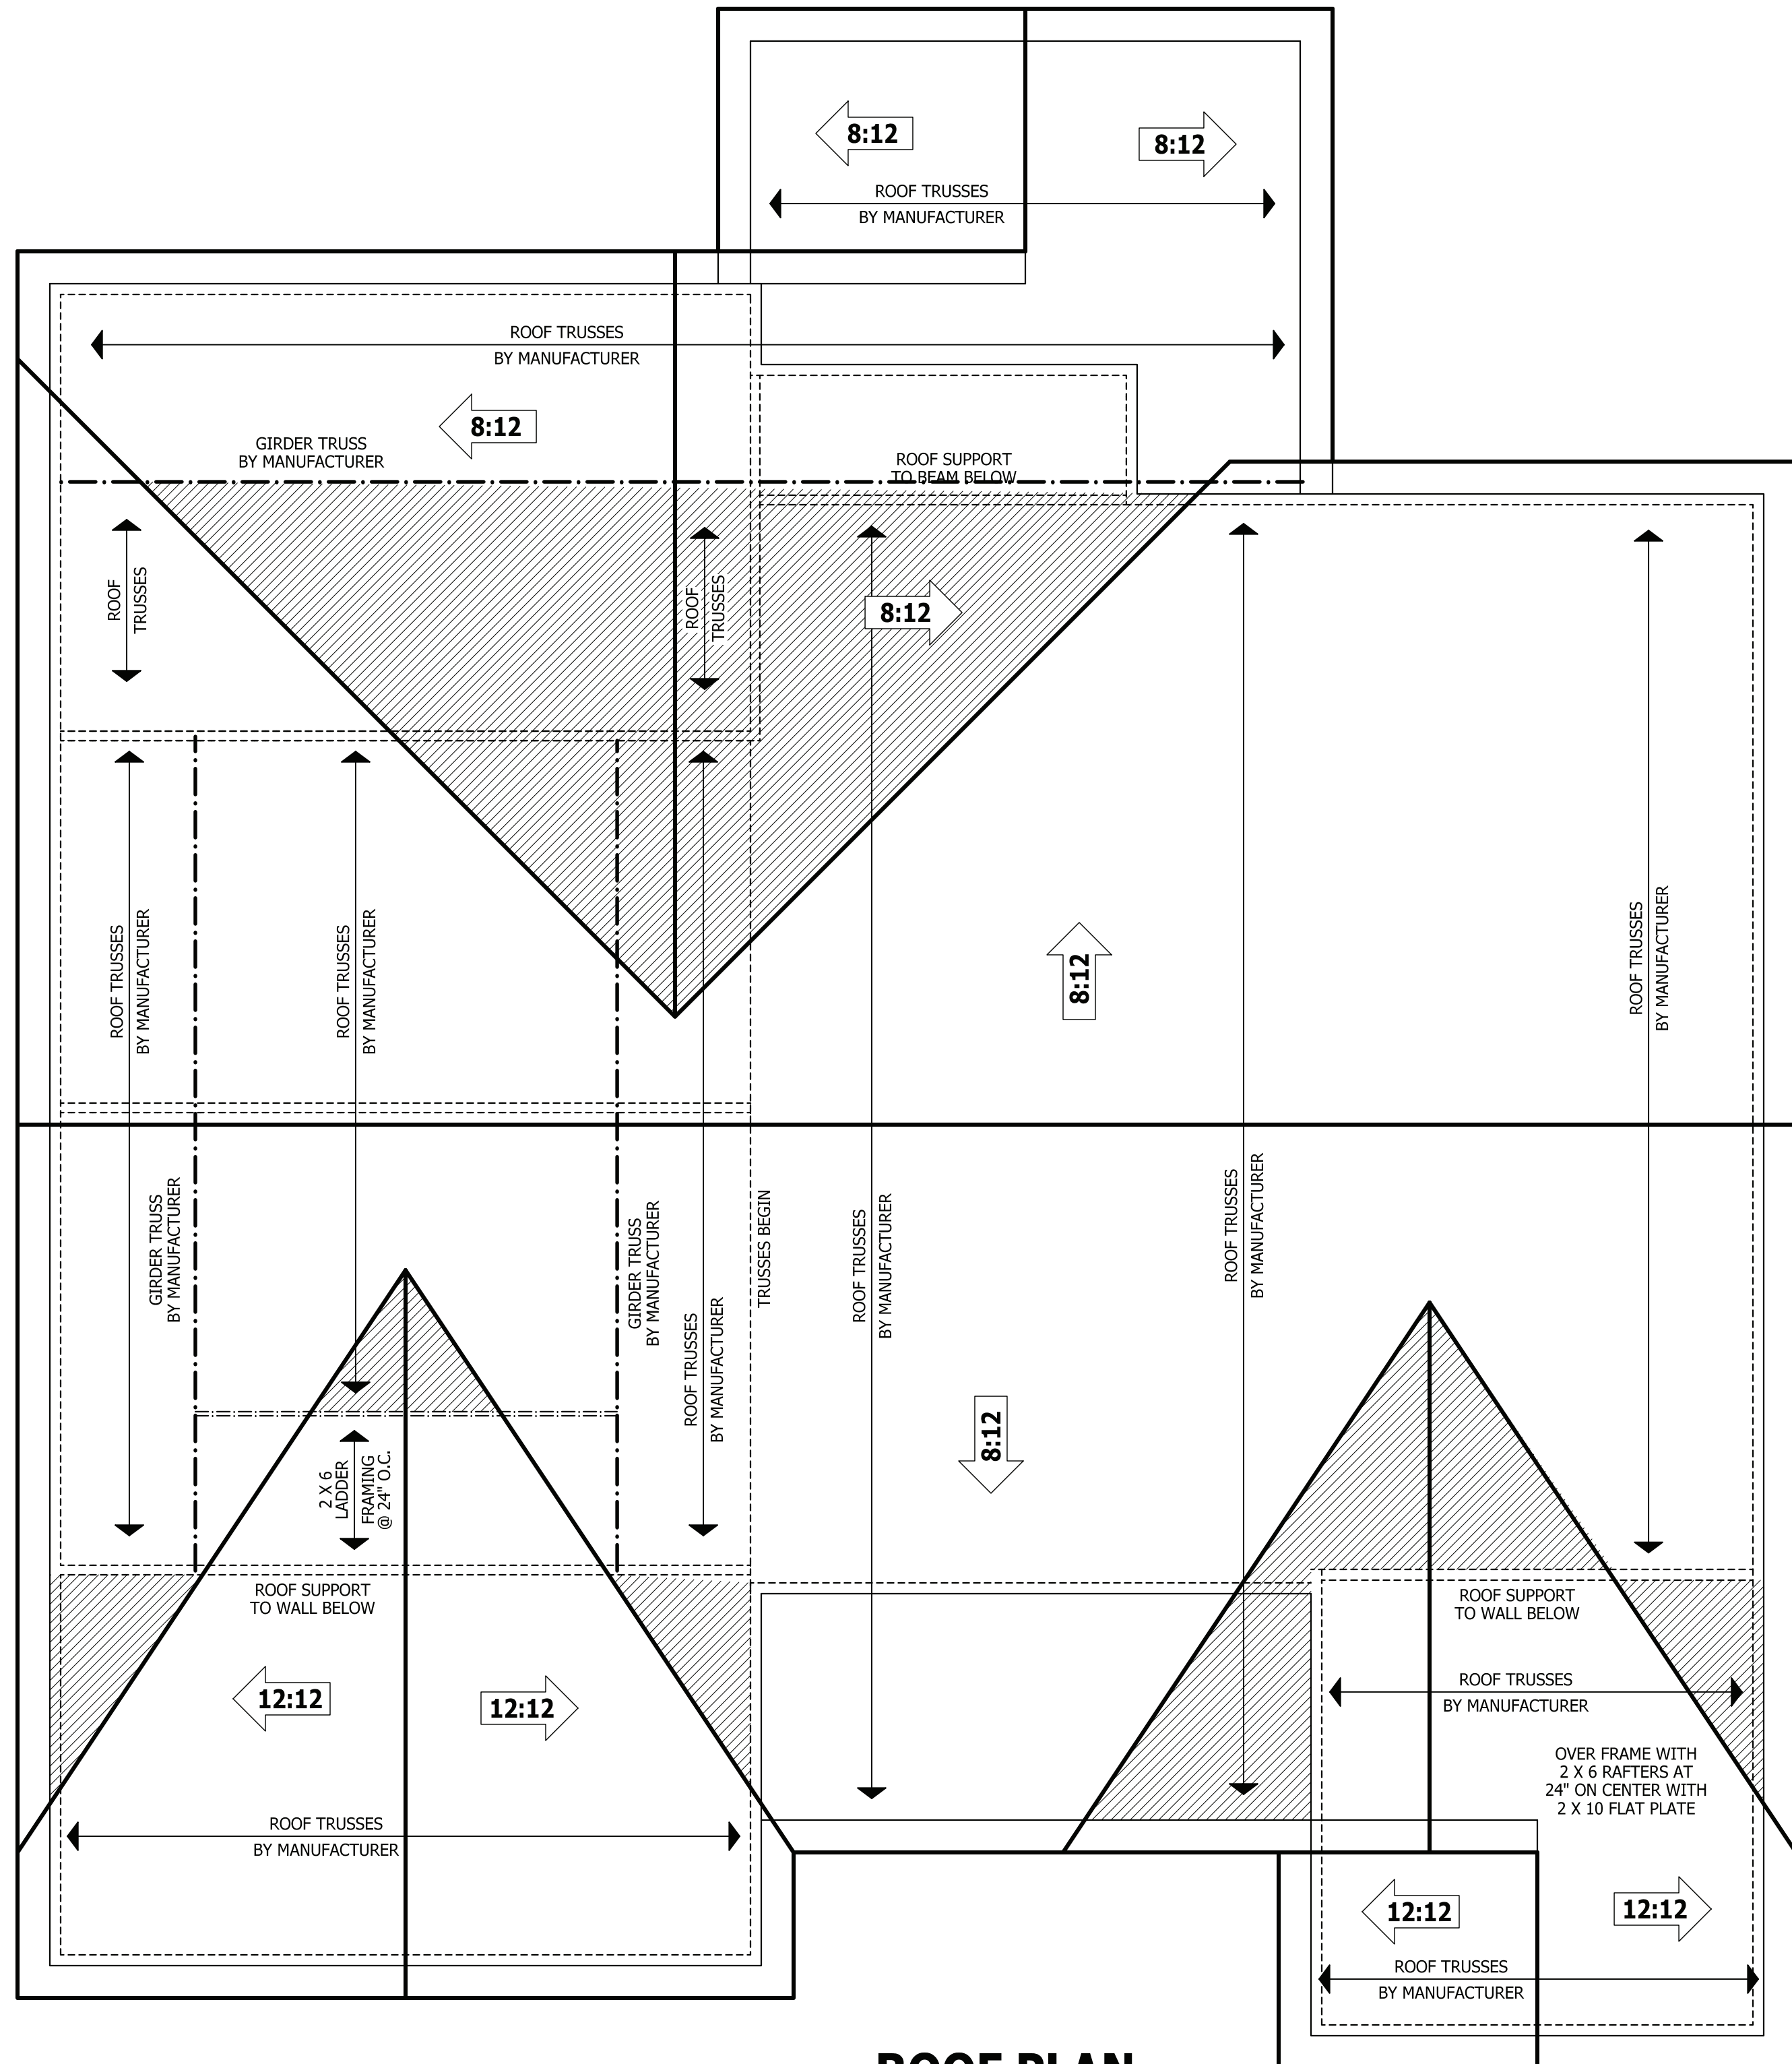 8:12
8:12
ROOF TRUSSES
BY MANUFACTURER
ROOF TRUSSES
BY MANUFACTURER
8:12
GIRDER TRUSS
BY MANUFACTURER
ROOF SUPPORT
TO BEAM BELOW
ROOF
TRUSSES
ROOF
TRUSSES
8:12
ROOF TRUSSES
BY MANUFACTURER
ROOF TRUSSES
BY MANUFACTURER
8:12
ROOF TRUSSES
BY MANUFACTURER
GIRDER TRUSS
BY MANUFACTURER
GIRDER TRUSS
BY MANUFACTURER
ROOF TRUSSES
BY MANUFACTURER
TRUSSES BEGIN
ROOF TRUSSES
BY MANUFACTURER
ROOF TRUSSES
BY MANUFACTURER
8:12
2 X 6
LADDER
FRAMING
@ 24" O.C.
ROOF SUPPORT
TO WALL BELOW
ROOF SUPPORT
TO WALL BELOW
12:12
12:12
ROOF TRUSSES
BY MANUFACTURER
OVER FRAME WITH
2 X 6 RAFTERS AT
24" ON CENTER WITH
2 X 10 FLAT PLATE
ROOF TRUSSES
BY MANUFACTURER
12:12
12:12
ROOF TRUSSES
BY MANUFACTURER
ROOF PLAN